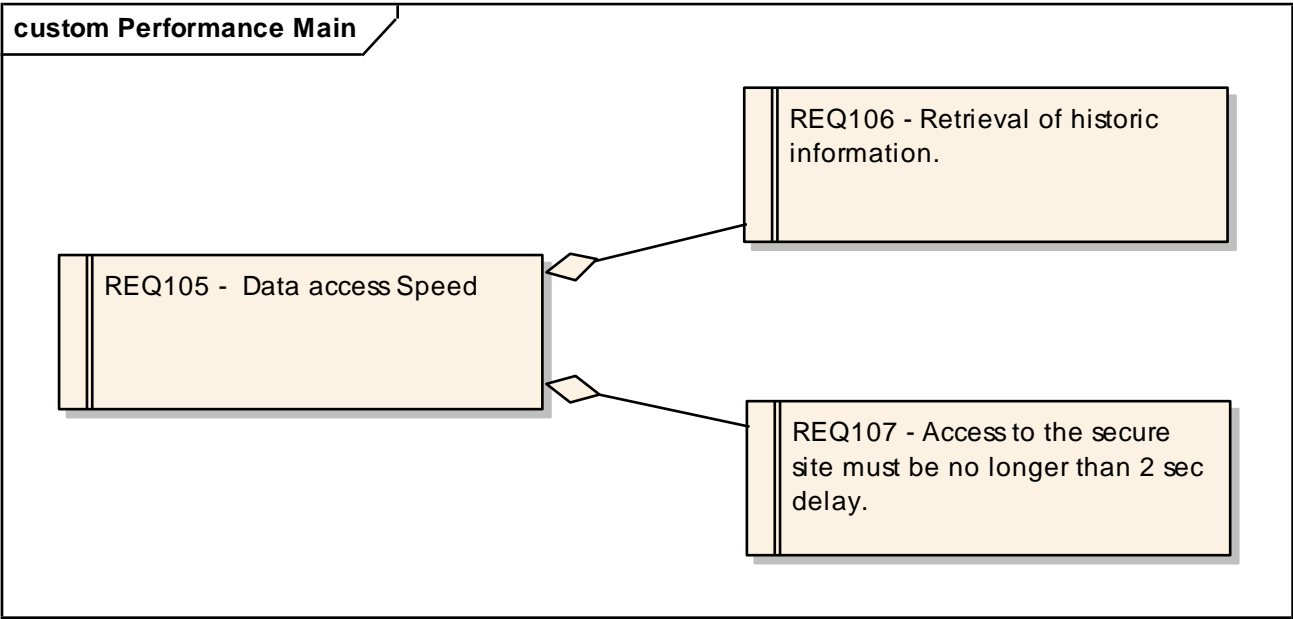 custom Performance Main
REQ106 - Retrieval of historic
information.
REQ105 -  Data access Speed
REQ107 - Access to the secure
site must be no longer than 2 sec
delay.